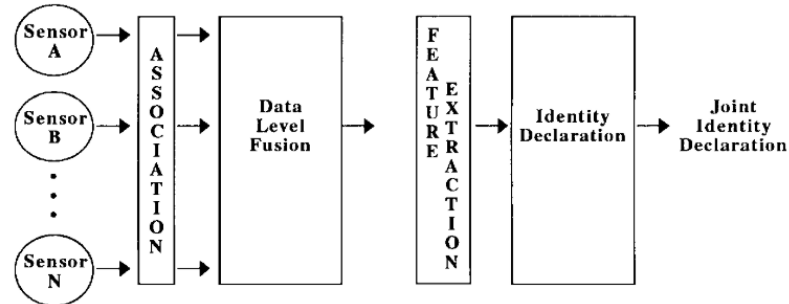 Sensor
A
Sensor
B
Sensor
N
ASSOCIATION
Data
Level
Fusion
FEATURE
EXTRACTION
Identity
Declaration
Joint
Identity
Declaration